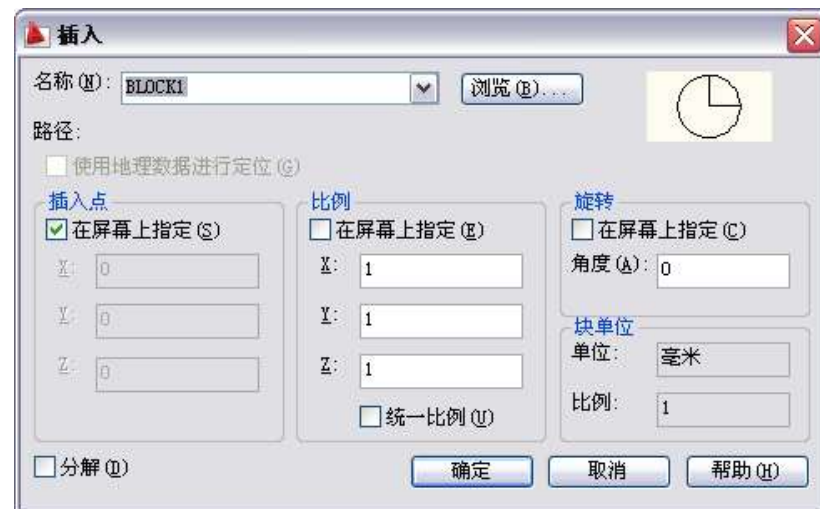 插入
名称(N): BLOCK1 浏览(B)...
路径:
使用地理数据进行定位(G)
插入点 比例 旋转
在屏幕上指定(S) 在屏幕上指定(E) 在屏幕上指定(C)
X: 0 X: 1 角度(A): 0
Y: 0 Y: 1 块单位
Z: 0 Z: 1 单位: 毫米
统一比例(U) 比例: 1
分解(D) 确定 取消 帮助(H)